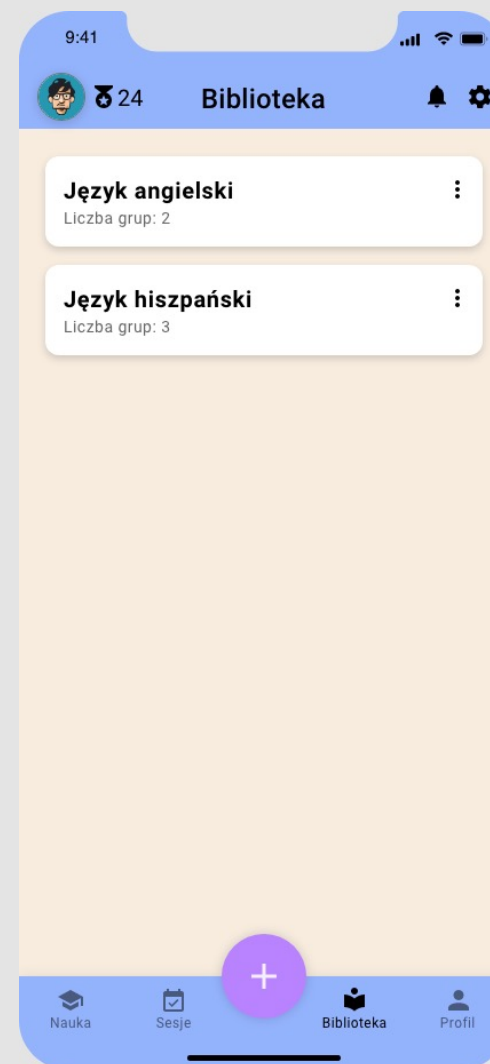 9:41
24 Biblioteka
Język angielski
Liczba grup: 2
Język hiszpański
Liczba grup: 3
+
Nauka Sesje Biblioteka Profil